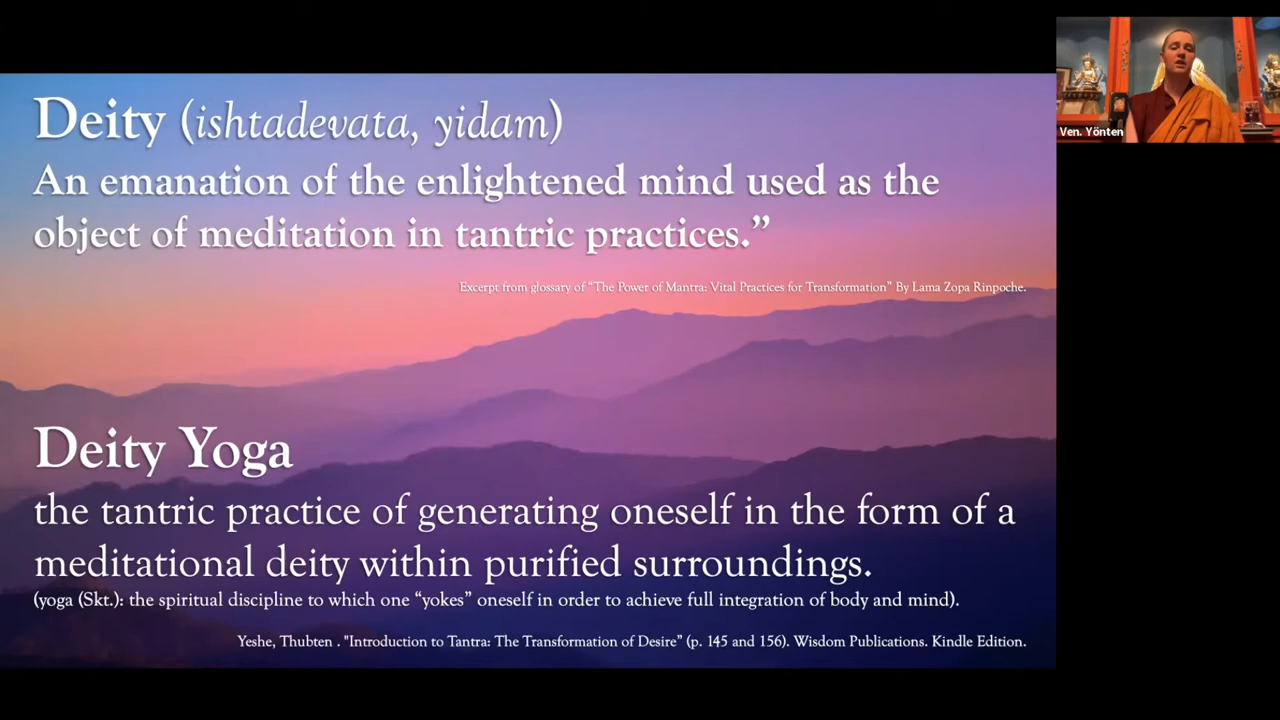 Deity (ishtadevata, yidam)
An emanation of the enlightened mind used as the
object of meditation in tantric practices.”
Excerpt from glossary of “The Power of Mantra: Vital Practices for Transformation” By Lama Zopa Rinpoche.
Deity Yoga
the tantric practice of generating oneself in the form of a
meditational deity within purified surroundings.
(yoga (Skt.): the spiritual discipline to which one “yokes” oneself in order to achieve full integration of body and mind).
Yeshe, Thubten . "Introduction to Tantra: The Transformation of Desire” (p. 145 and 156). Wisdom Publications. Kindle Edition.
Ven. Yönten